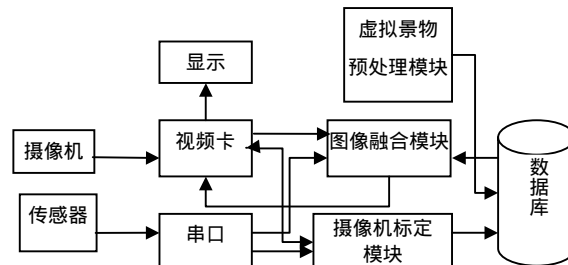 虚拟景物
预处理模块
显示
摄像机
视频卡
图像融合模块
数
据
库
传感器
串口
摄像机标定
模块